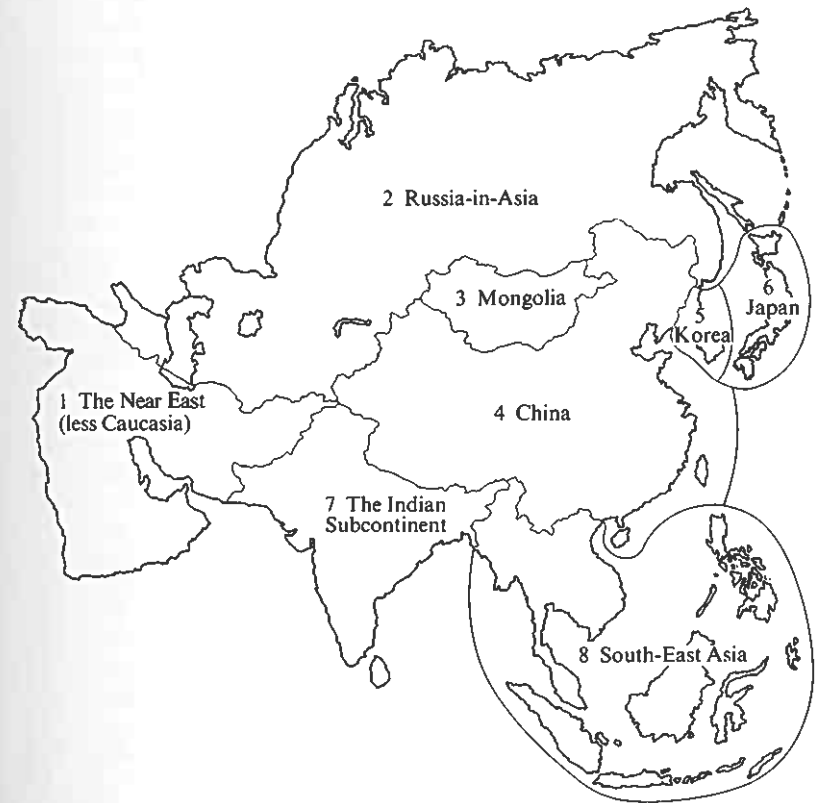 2 Russia-in-Asia
3 Mongolia
6
Japan
5
Korea
1 The Near East
(less Caucasia)
4 China
7 The Indian
Subcontinent
8 South-East Asia